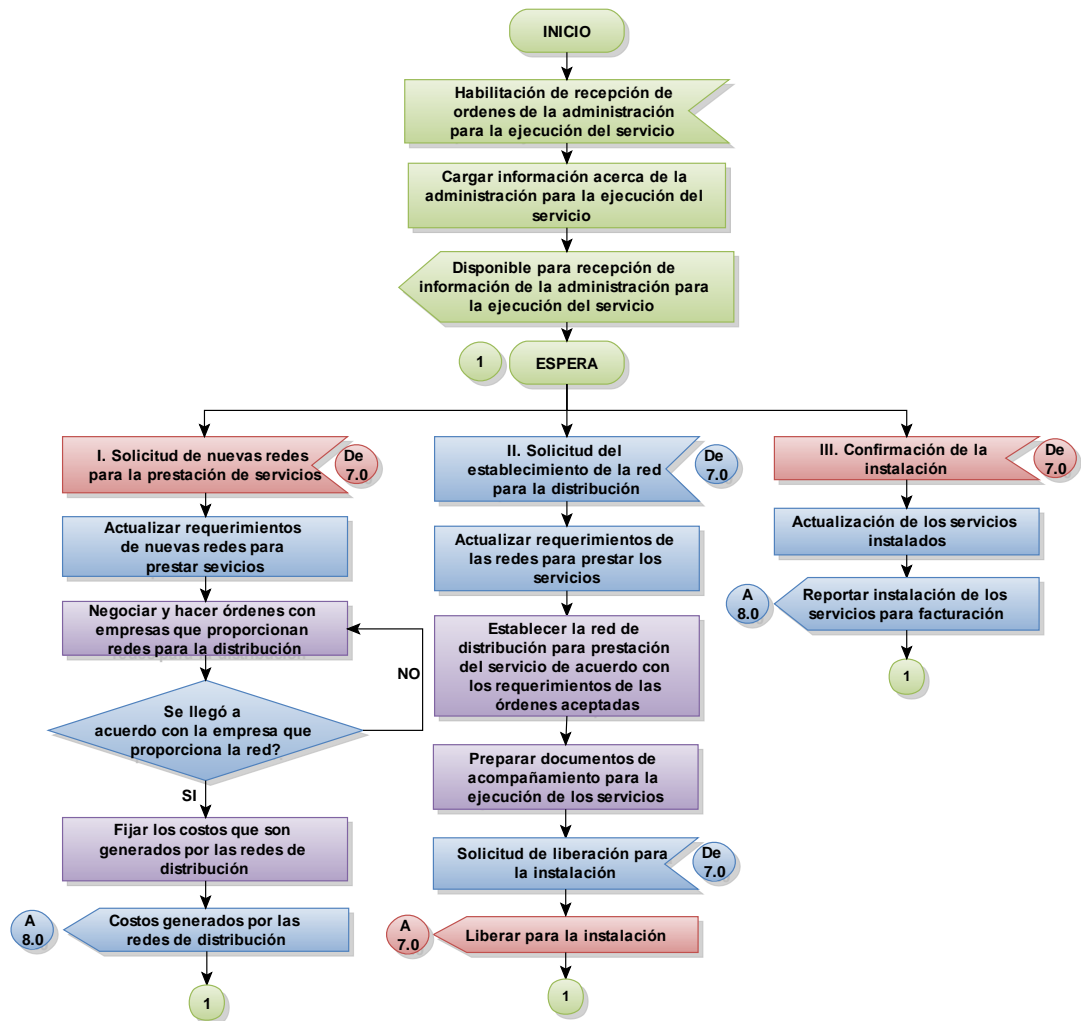 INICIO
Habilitación de recepción de
ordenes de la administración
para la ejecución del servicio
Cargar información acerca de la
administración para la ejecución del
servicio
Disponible para recepción de
información de la administración para
la ejecución del servicio
1
ESPERA
I. Solicitud de nuevas redes
para la prestación de servicios
De
7.0
Actualizar requerimientos
de nuevas redes para
prestar sevicios
Negociar y hacer órdenes con
empresas que proporcionan
redes para la distribución
NO
Se llegó a
acuerdo con la empresa que
proporciona la red?
SI
Fijar los costos que son
generados por las redes de
distribución
A
8.0
Costos generados por las
redes de distribución
1
II. Solicitud del
establecimiento de la red
para la distribución
De
7.0
Actualizar requerimientos de
las redes para prestar los
servicios
Establecer la red de
distribución para prestación
del servicio de acuerdo con
los requerimientos de las
órdenes aceptadas
Preparar documentos de
acompañamiento para la
ejecución de los servicios
Solicitud de liberación para
la instalación
De
7.0
A
7.0
Liberar para la instalación
1
III. Confirmación de la
instalación
De
7.0
Actualización de los servicios
instalados
A
8.0
Reportar instalación de los
servicios para facturación
1